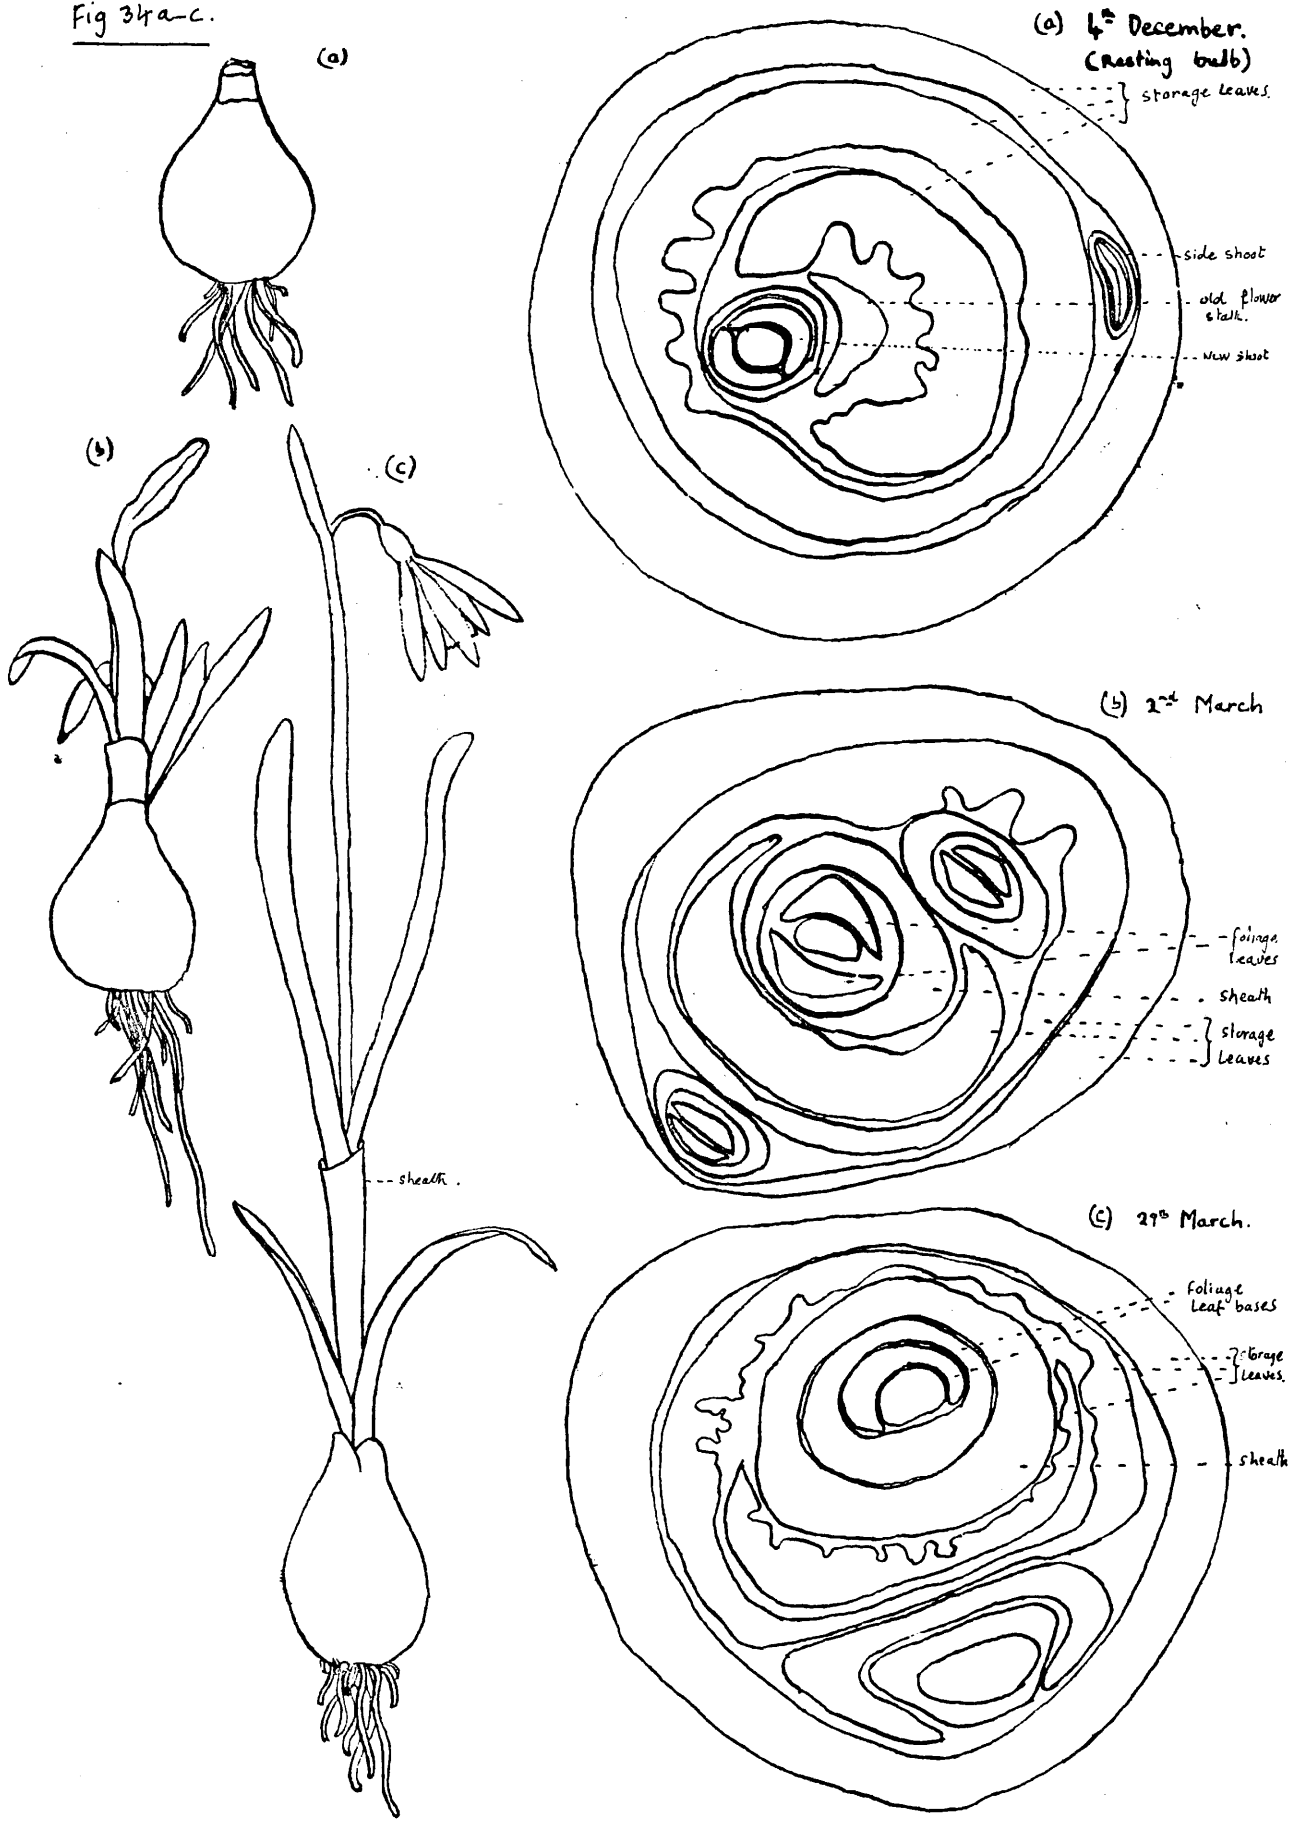 Fig 34a-c.
(a)
(a) 4th December.
(Resting bulb)
storage leaves.
side shoot
old flower
stalk.
new shoot
(b)
(c)
(b) 2nd March
foliage
leaves
sheath
storage
leaves
sheath.
(c) 29th March.
foliage
leaf bases
storage
leaves.
sheath